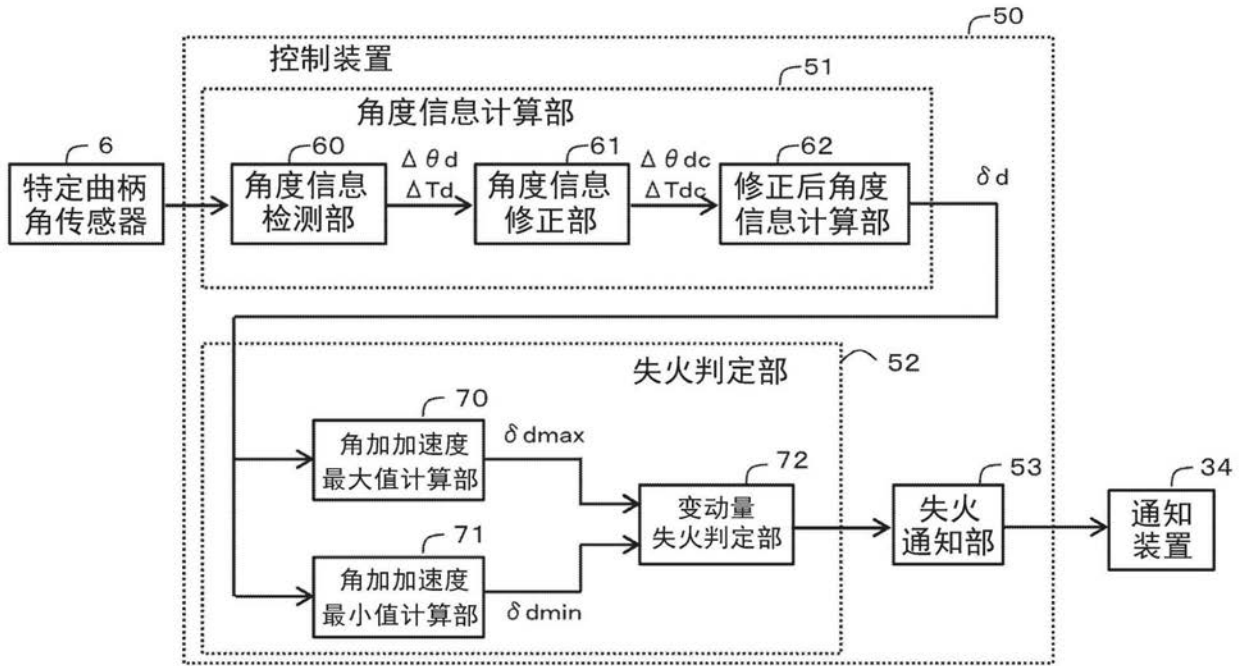 50
控制装置
51
角度信息计算部
6
特定曲柄
角传感器
60
角度信息
检测部
Δθd
ΔTd
61
角度信息
修正部
Δθdc
ΔTdc
62
修正后角度
信息计算部
δd
52
失火判定部
70
角加加速度
最大值计算部
δdmax
71
角加加速度
最小值计算部
δdmin
72
变动量
失火判定部
53
失火
通知部
34
通知
装置